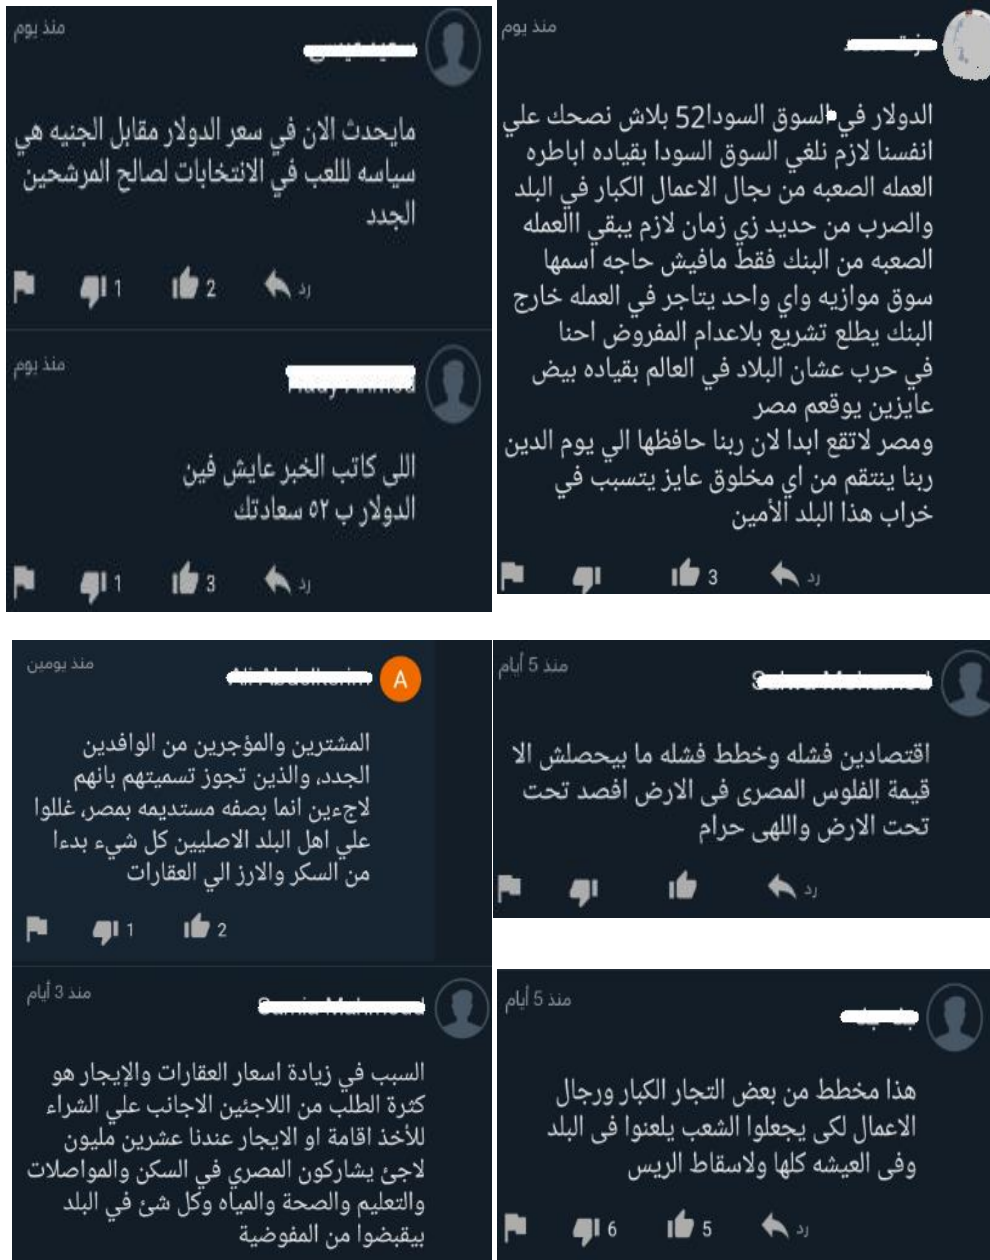 منذ يوم
مايحدث الان في سعر الدولار مقابل الجنيه هي
سياسه لللعب في الانتخابات لصالح المرشحين
الجدد
رد
2
1
منذ يوم
اللى كاتب الخبر عايش فين
الدولار ب ٥٢ سعادتك
رد
3
1
منذ يوم
الدولار في السوق السودا52 بلاش نصحك علي
انفسنا لازم نلغي السوق السودا بقياده اباطره
العمله الصعبه من بجال الاعمال الكبار في البلد
والصرب من حديد زي زمان لازم يبقي االعمله
الصعبه من البنك فقط مافيش حاجه اسمها
سوق موازيه واي واحد يتاجر في العمله خارج
البنك يطلع تشريع بلاعدام المفروض احنا
في حرب عشان البلاد في العالم بقياده بيض
عايزين يوقعم مصر
ومصر لاتقع ابدا لان ربنا حافظها الي يوم الدين
ربنا ينتقم من اي مخلوق عايز يتسبب في
خراب هذا البلد الأمين
رد
3
منذ يومين
A
المشترين والمؤجرين من الوافدين
الجدد، والذين تجوز تسميتهم بانهم
لاجءين انما بصفه مستديمه بمصر، غللوا
علي اهل البلد الاصليين كل شيء بدءا
من السكر والارز الي العقارات
2
1
منذ 3 أيام
السبب في زيادة اسعار العقارات والإيجار هو
كثرة الطلب من اللاجئين الاجانب علي الشراء
للأخذ اقامة او الايجار عندنا عشرين مليون
لاجئ يشاركون المصري في السكن والمواصلات
والتعليم والصحة والمياه وكل شئ في البلد
بيقبضوا من المفوضية
منذ 5 أيام
اقتصادين فشله وخطط فشله ما بيحصلش الا
قيمة الفلوس المصرى فى الارض افصد تحت
تحت الارض واللهى حرام
رد
منذ 5 أيام
هذا مخطط من بعض التجار الكبار ورجال
الاعمال لكى يجعلوا الشعب يلعنوا فى البلد
وفى العيشه كلها ولاسقاط الريس
رد
5
6